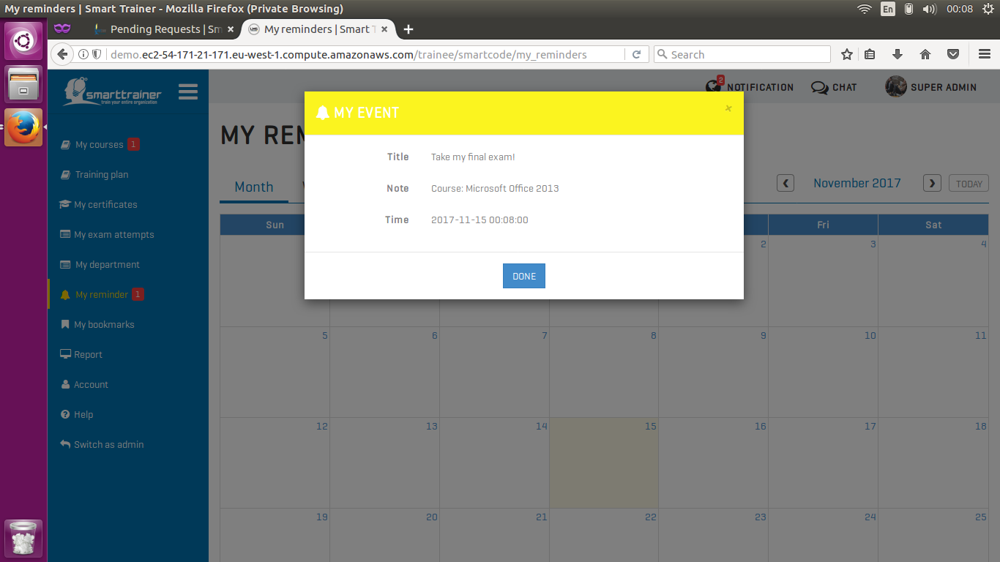 My reminders | Smart Trainer - Mozilla Firefox (Private Browsing)
En
00:08
Pending Requests | Sm
My reminders | Smart T
demo.ec2-54-171-21-171.eu-west-1.compute.amazonaws.com/trainee/smartcode/my_reminders
Search
smarttrainer
train your entire organization
2
NOTIFICATION
CHAT
SUPER ADMIN
MY EVENT
×
Title Take my final exam!
Note Course: Microsoft Office 2013
Time 2017-11-15 00:08:00
DONE
My courses 1
Training plan
My certificates
My exam attempts
My department
My reminder 1
My bookmarks
Report
Account
Help
Switch as admin
MY REM
Month
November 2017
TODAY
Sun Fri Sat
2 3 4
5 6 7 8 9 10 11
12 13 14 15 16 17 18
19 20 21 22 23 24 25